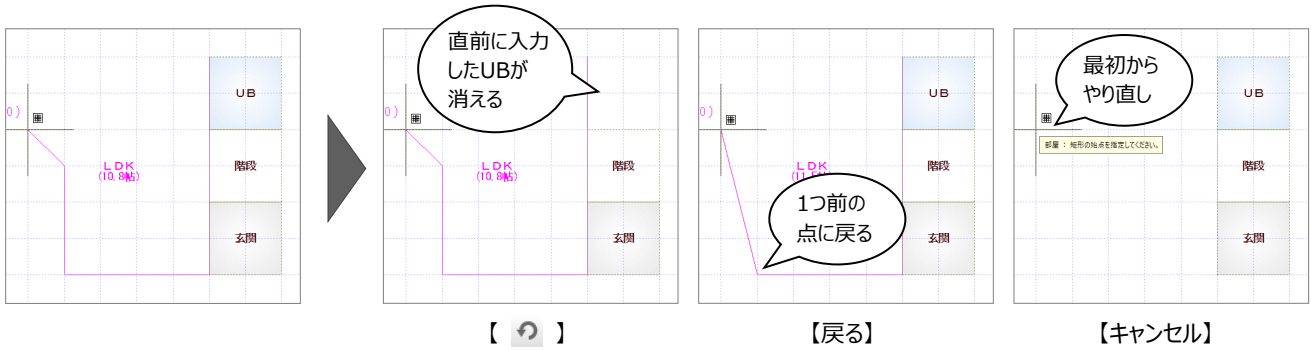 UB
0)
LDK
(10.8帖)
階段
玄関
直前に入力
したUBが
消える
0)
LDK
(10.8帖)
階段
玄関
【 】
UB
0)
LDK
階段
1つ前の
点に戻る
玄関
【戻る】
最初から
やり直し
UB
部屋 : 矩形の始点を指定してください。
階段
玄関
【キャンセル】